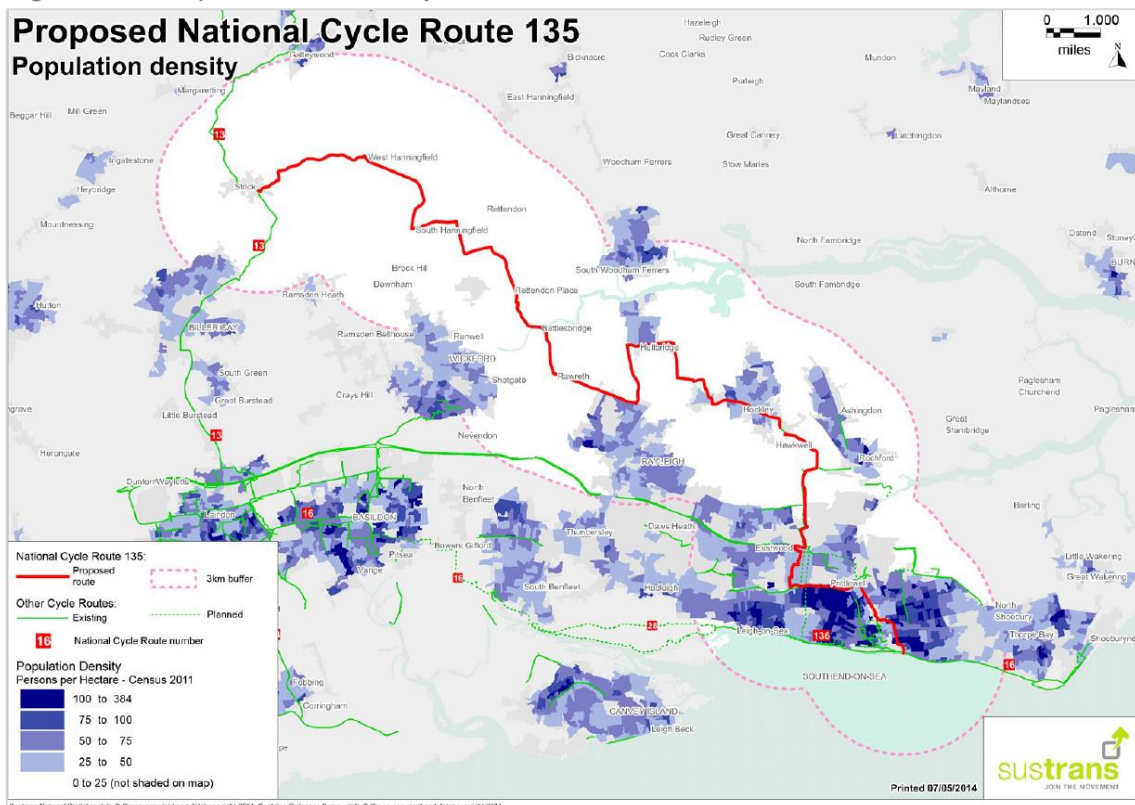 Proposed National Cycle Route 135
Population density
0 1.000
miles
N
Galleywood
Margaretting
Beggar Hill
Mill Green
Bicknacre
East Hanningfield
Hazeleigh
Rudley Green
Cock Clarks
Purleigh
Mundon
Mayland
Maylandsea
Latchingdon
Great Canney
Stow Maries
Woodham Ferrers
Althorne
Ingatestone
Heybridge
Mountnessing
13
West Hanningfield
Stock
Rettendon
South Hanningfield
13
North Fambridge
South Fambridge
Ostend
BURN
Hutton
Brock Hill
Downham
Ramsden Heath
South Woodham Ferrers
Rettendon Place
Battlesbridge
BILLERICAY
Ramsden Bellhouse
Runwell
WICKFORD
Shotgate
Hullbridge
Rawreth
South Green
Great Burstead
Crays Hill
Little Burstead
Hockley
Ashingdon
Paglesham
Churchend
Paglesham
Great
Stambridge
13
Nevendon
Hawkwell
Herongate
RAYLEIGH
Rochford
Dunton Wayletts
North
Benfleet
Barling
Laindon
16
BASILDON
Thundersley
Daws Heath
Eastwood
Bowers Gifford
Pitsea
Vange
16
South Benfleet
Hadleigh
Prittlewell
Little Wakering
Great Wakering
North
Shoebury
Thorpe Bay
28
Leigh-on-Sea
136
16
SOUTHEND-ON-SEA
Fobbing
Corringham
CANVEY ISLAND
Leigh Beck
National Cycle Route 135:
Proposed
route
3km buffer
Other Cycle Routes:
Existing
Planned
16 National Cycle Route number
Population Density
Persons per Hectare - Census 2011
100 to 384
75 to 100
50 to 75
25 to 50
0 to 25 (not shaded on map)
sustrans
JOIN THE MOVEMENT
Printed 07/05/2014